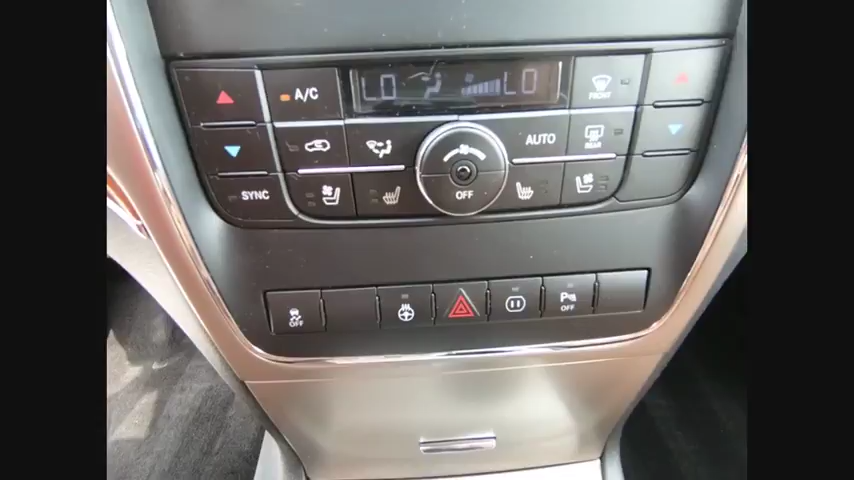 A/C
LO
LO
FRONT
AUTO
REAR
SYNC
OFF
OFF
P
OFF